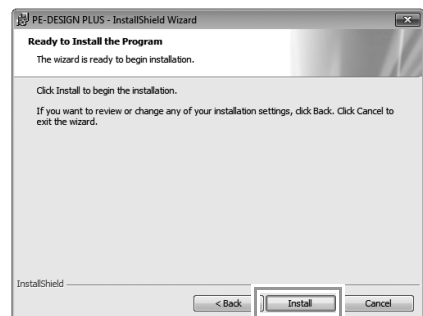 PE-DESIGN PLUS - InstallShield Wizard
Ready to Install the Program
The wizard is ready to begin installation.
Click Install to begin the installation.
If you want to review or change any of your installation settings, click Back. Click Cancel to
exit the wizard.
InstallShield
< Back Install Cancel